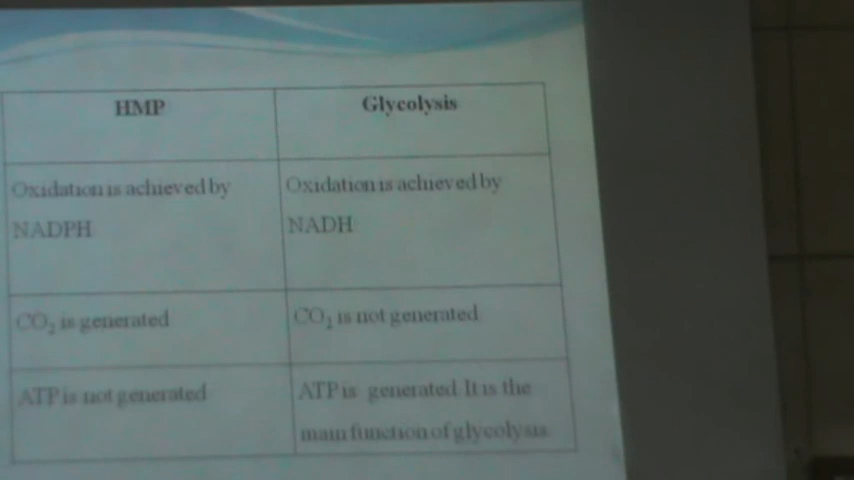 HMP
Glycolysis
Oxidation is achieved by
NADPH
Oxidation is achieved by
NADH
CO₂ is generated
CO₂ is not generated
ATP is not generated
ATP is generated. It is the
main function of glycolysis.